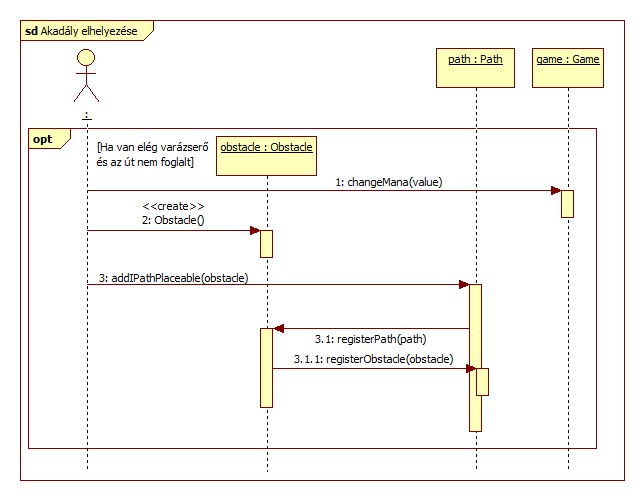 sd Akadály elhelyezése
path : Path
game : Game
:
opt
[Ha van elég varázserő
és az út nem foglalt]
obstacle : Obstacle
1: changeMana(value)
<<create>>
2: Obstacle()
3: addIPathPlaceable(obstacle)
3.1: registerPath(path)
3.1.1: registerObstacle(obstacle)